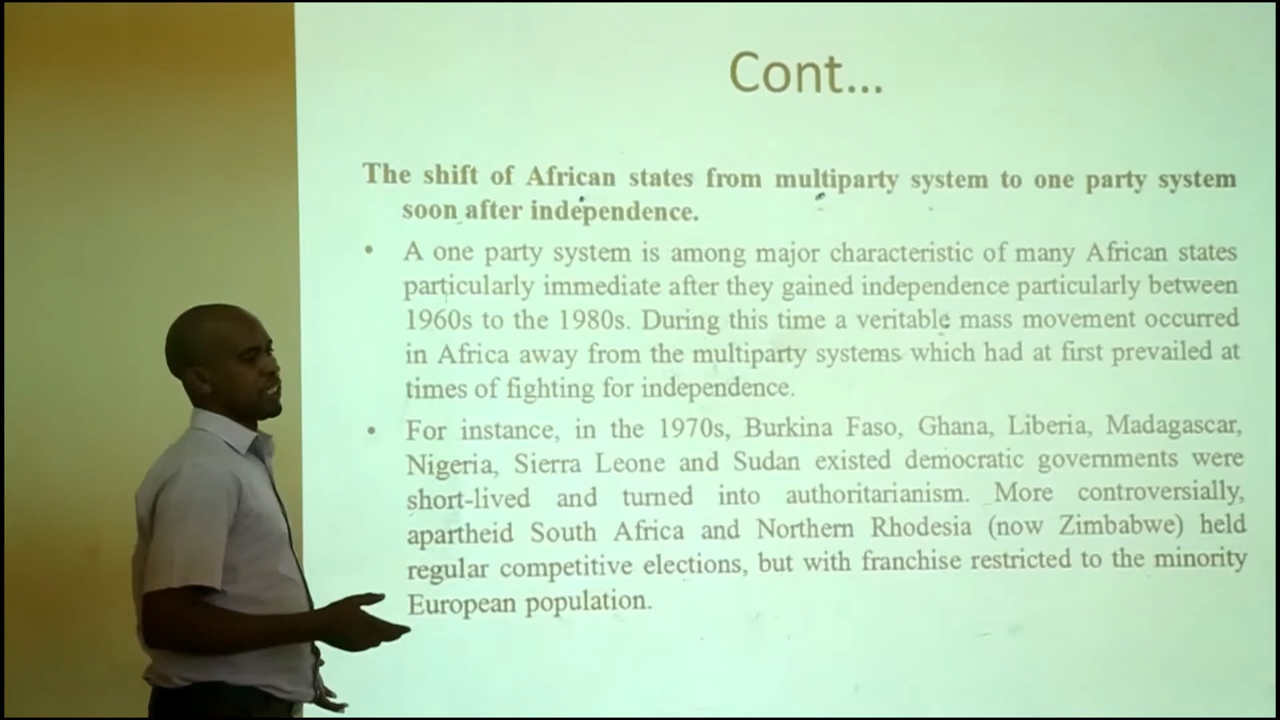 Cont...
The shift of African states from multiparty system to one party system
soon after independence.
• A one party system is among major characteristic of many African states
particularly immediate after they gained independence particularly between
1960s to the 1980s. During this time a veritable mass movement occurred
in Africa away from the multiparty systems which had at first prevailed at
times of fighting for independence.
• For instance, in the 1970s, Burkina Faso, Ghana, Liberia, Madagascar,
Nigeria, Sierra Leone and Sudan existed democratic governments were
short-lived and turned into authoritarianism. More controversially,
apartheid South Africa and Northern Rhodesia (now Zimbabwe) held
regular competitive elections, but with franchise restricted to the minority
European population.